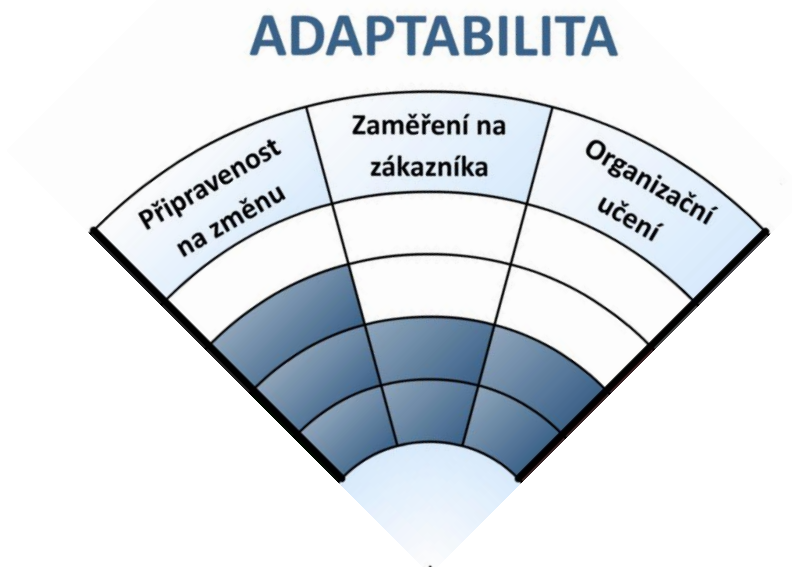 ADAPTABILITA
Připravenost
na změnu
Zaměření na
zákazníka
Organizační
učení